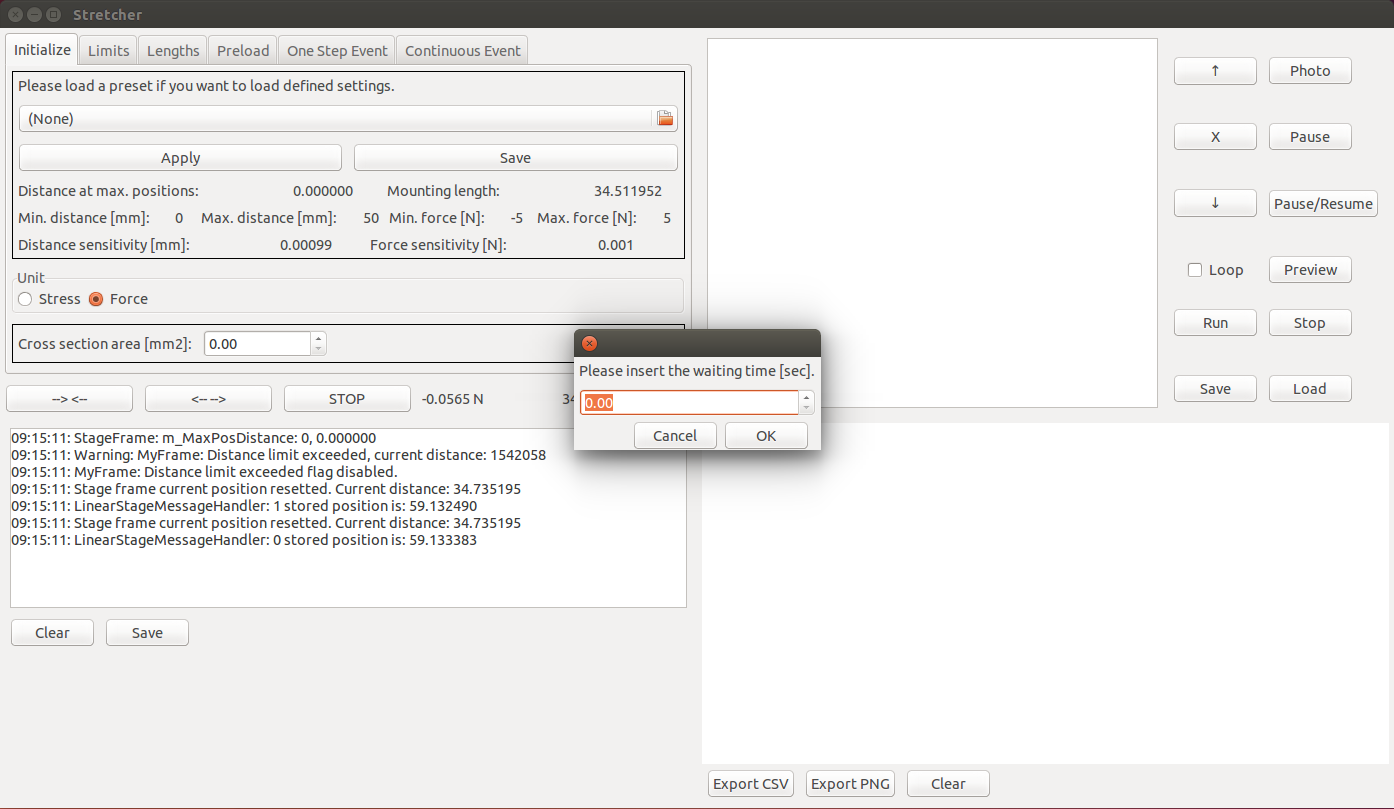 Stretcher
Initialize Limits Lengths Preload One Step Event Continuous Event
Please load a preset if you want to load defined settings.
(None)
Apply Save
Distance at max. positions: 0.000000 Mounting length: 34.511952
Min. distance [mm]: 0 Max. distance [mm]: 50 Min. force [N]: -5 Max. force [N]: 5
Distance sensitivity [mm]: 0.00099 Force sensitivity [N]: 0.001
Unit
Stress Force
Cross section area [mm2]: 0.00
--> <-- <-- --> STOP -0.0565 N 34
09:15:11: StageFrame: m_MaxPosDistance: 0, 0.000000
09:15:11: Warning: MyFrame: Distance limit exceeded, current distance: 1542058
09:15:11: MyFrame: Distance limit exceeded flag disabled.
09:15:11: Stage frame current position resetted. Current distance: 34.735195
09:15:11: LinearStageMessageHandler: 1 stored position is: 59.132490
09:15:11: Stage frame current position resetted. Current distance: 34.735195
09:15:11: LinearStageMessageHandler: 0 stored position is: 59.133383
Clear Save
Please insert the waiting time [sec].
0.00
Cancel OK
↑ Photo
X Pause
↓ Pause/Resume
Loop Preview
Run Stop
Save Load
Export CSV Export PNG Clear